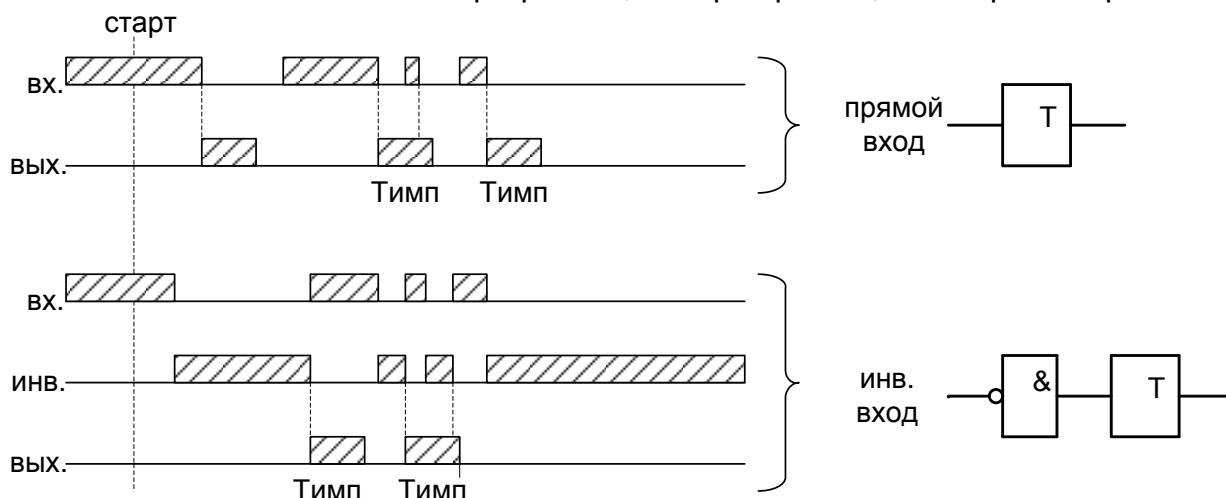 старт
вх.
вых.
Тимп Тимп
прямой
вход
T
вх.
инв.
вых.
Тимп Тимп
инв.
вход
& T